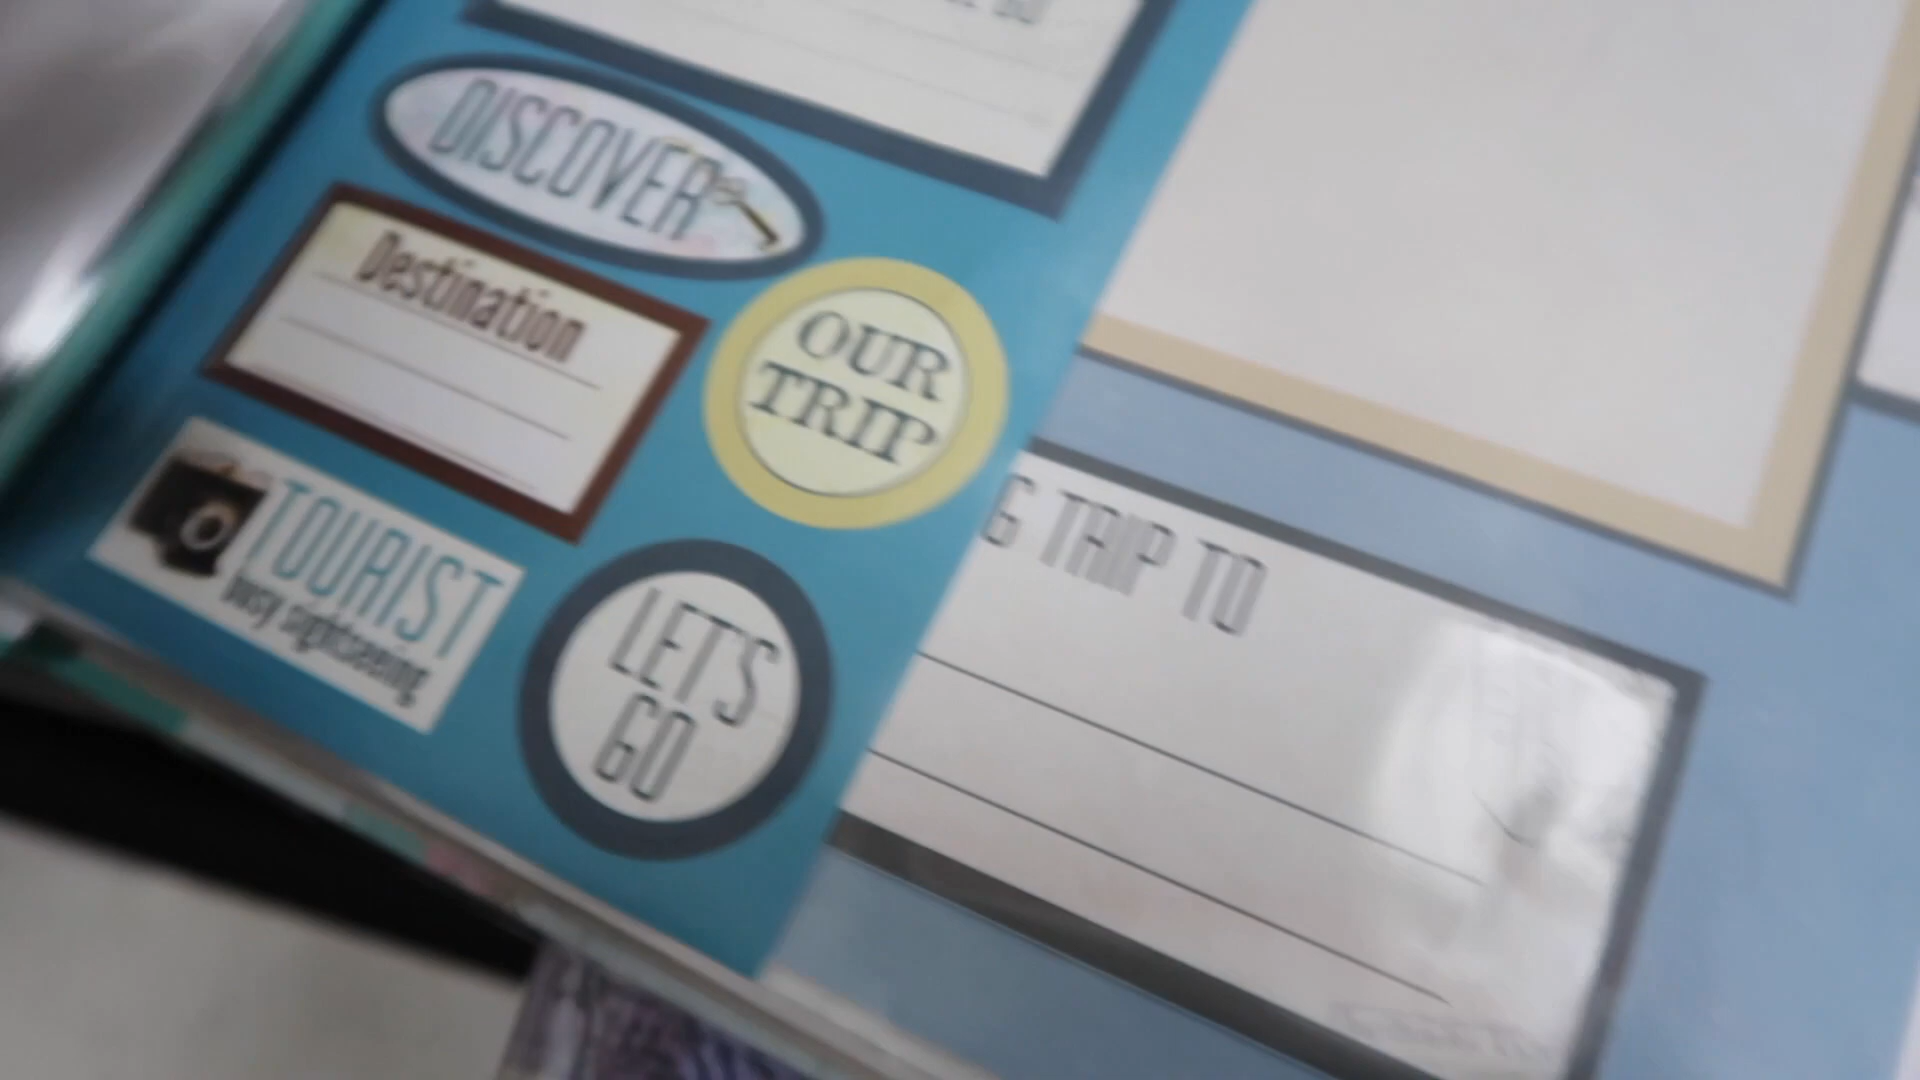 DISCOVER
Destination
OUR
TRIP
TOURIST
busy sightseeing
LET'S
GO
G TRIP TO